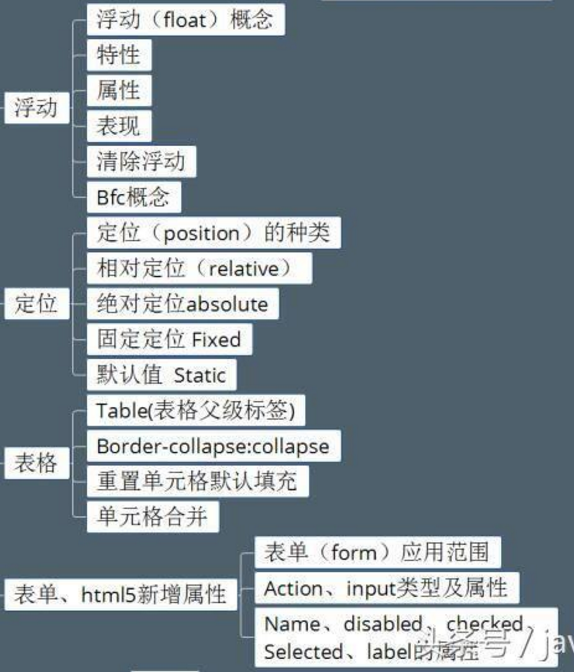 浮动（float）概念
特性
属性
浮动
表现
清除浮动
Bfc概念
定位（position）的种类
相对定位（relative）
定位
绝对定位absolute
固定定位 Fixed
默认值 Static
Table(表格父级标签)
Border-collapse:collapse
表格
重置单元格默认填充
单元格合并
表单（form）应用范围
表单、html5新增属性
Action、input类型及属性
Name、disabled、checked、
Selected、label的属性
头条号 / jav